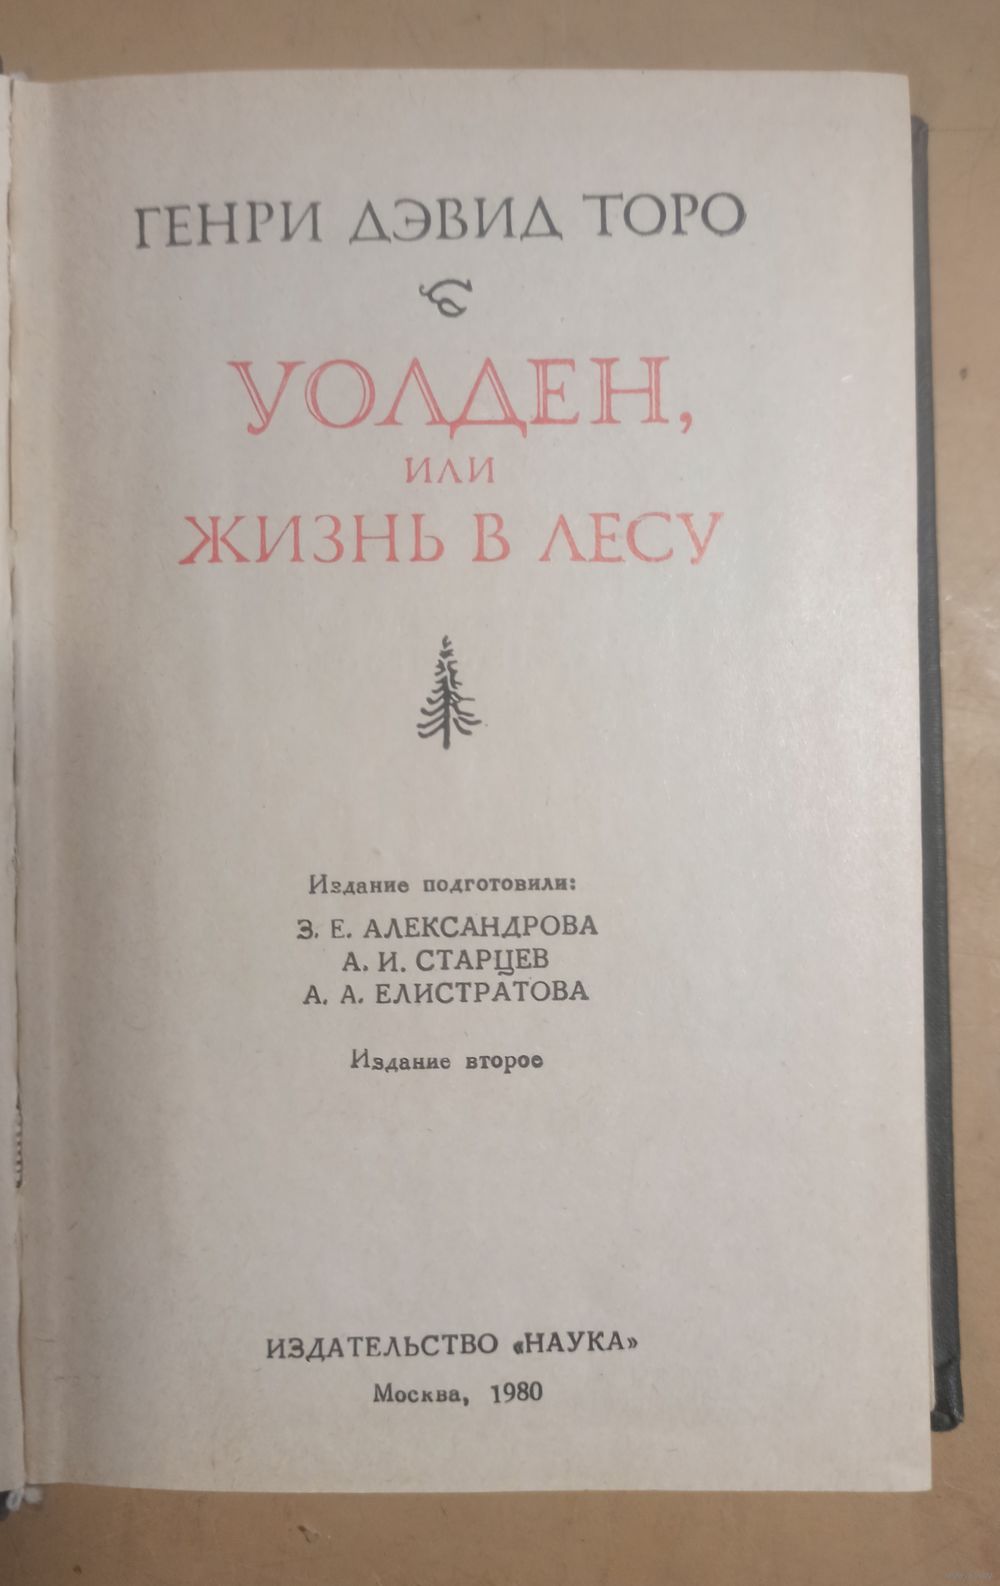 ГЕНРИ ДЭВИД ТОРО
УОЛДЕН,
ИЛИ
ЖИЗНЬ В ЛЕСУ
Издание подготовили:
З. Е. АЛЕКСАНДРОВА
А. И. СТАРЦЕВ
А. А. ЕЛИСТРАТОВА
Издание второе
ИЗДАТЕЛЬСТВО «НАУКА»
Москва, 1980